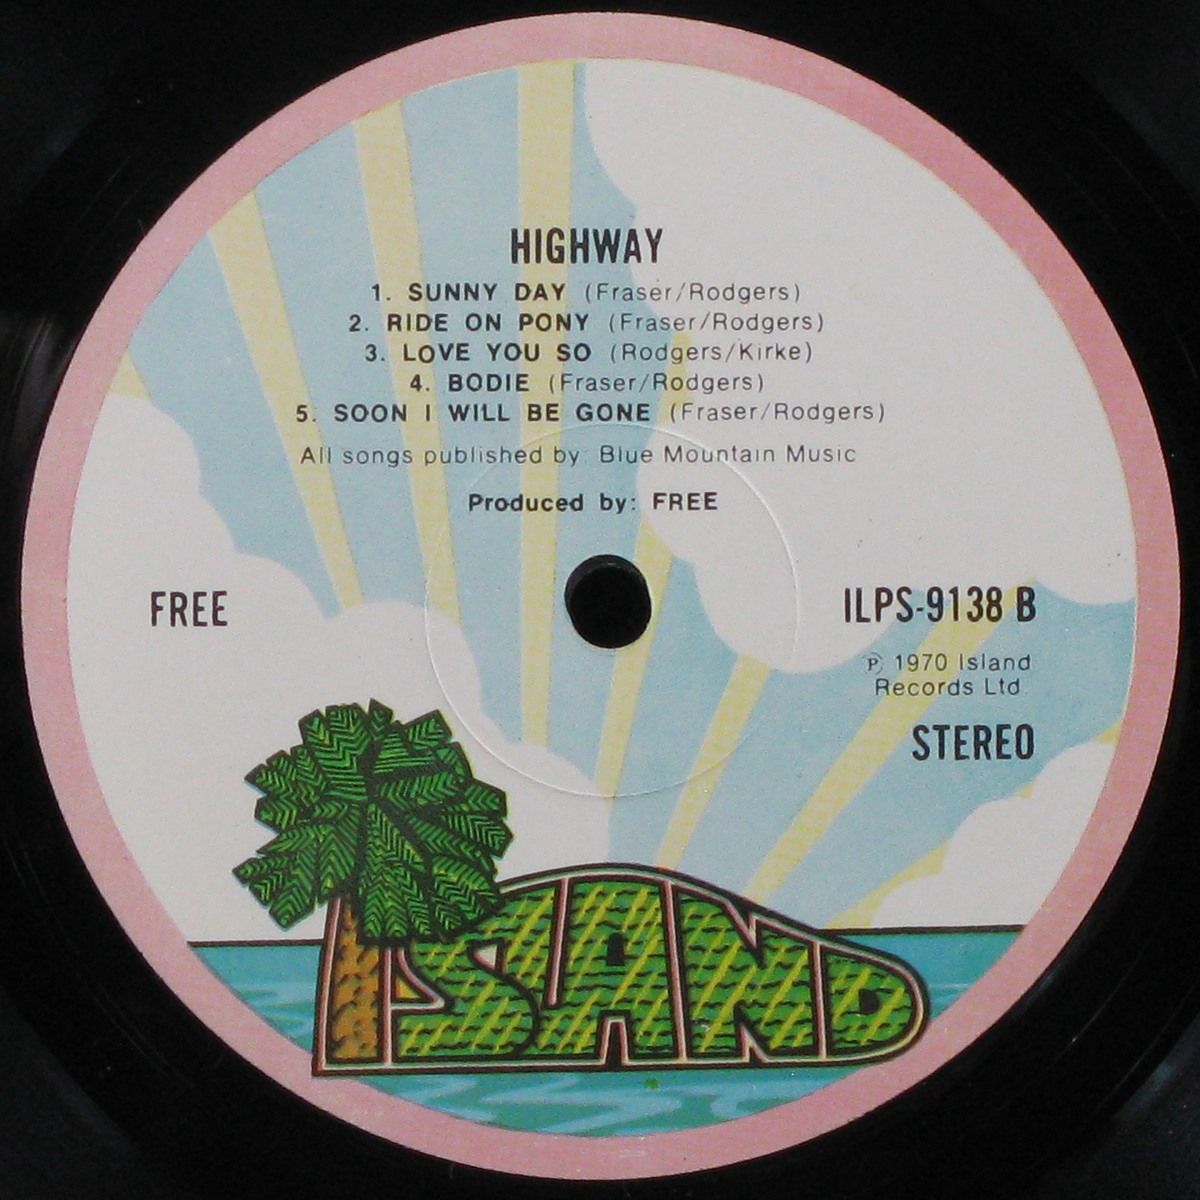 HIGHWAY
1. SUNNY DAY (Fraser/Rodgers)
2. RIDE ON PONY (Fraser/Rodgers)
3. LOVE YOU SO (Rodgers/Kirke)
4. BODIE (Fraser/Rodgers)
5. SOON I WILL BE GONE (Fraser/Rodgers)
All songs published by: Blue Mountain Music
Produced by: FREE
FREE
ILPS-9138 B
℗ 1970 Island
Records Ltd.
STEREO
ISLAND